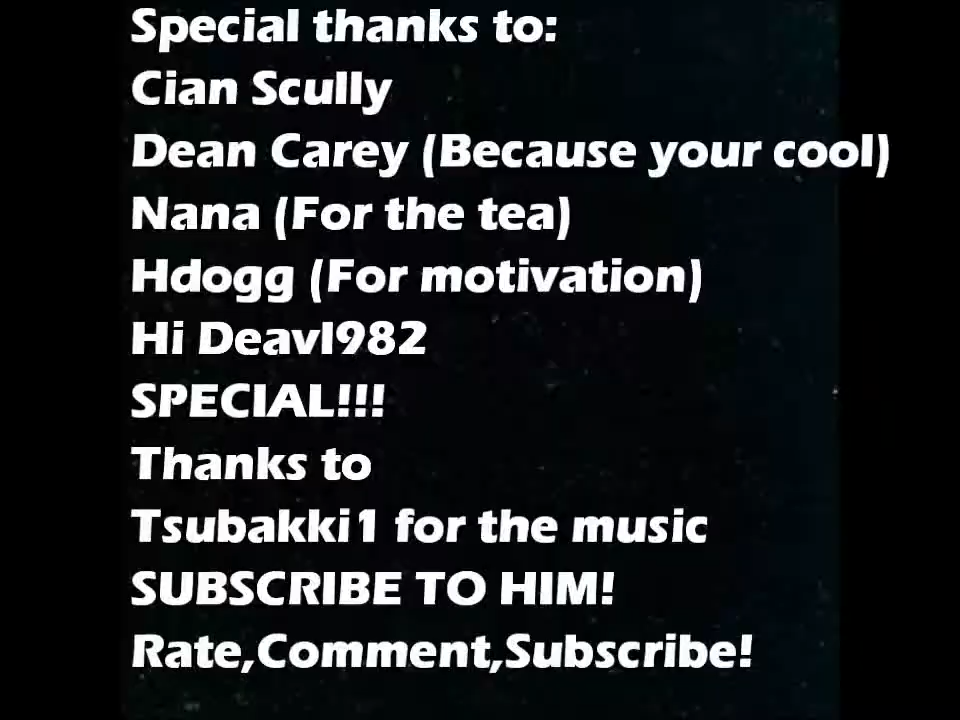 Special thanks to:
Cian Scully
Dean Carey (Because your cool)
Nana (For the tea)
Hdogg (For motivation)
Hi Deavl982
SPECIAL!!!
Thanks to
Tsubakki1 for the music
SUBSCRIBE TO HIM!
Rate,Comment,Subscribe!